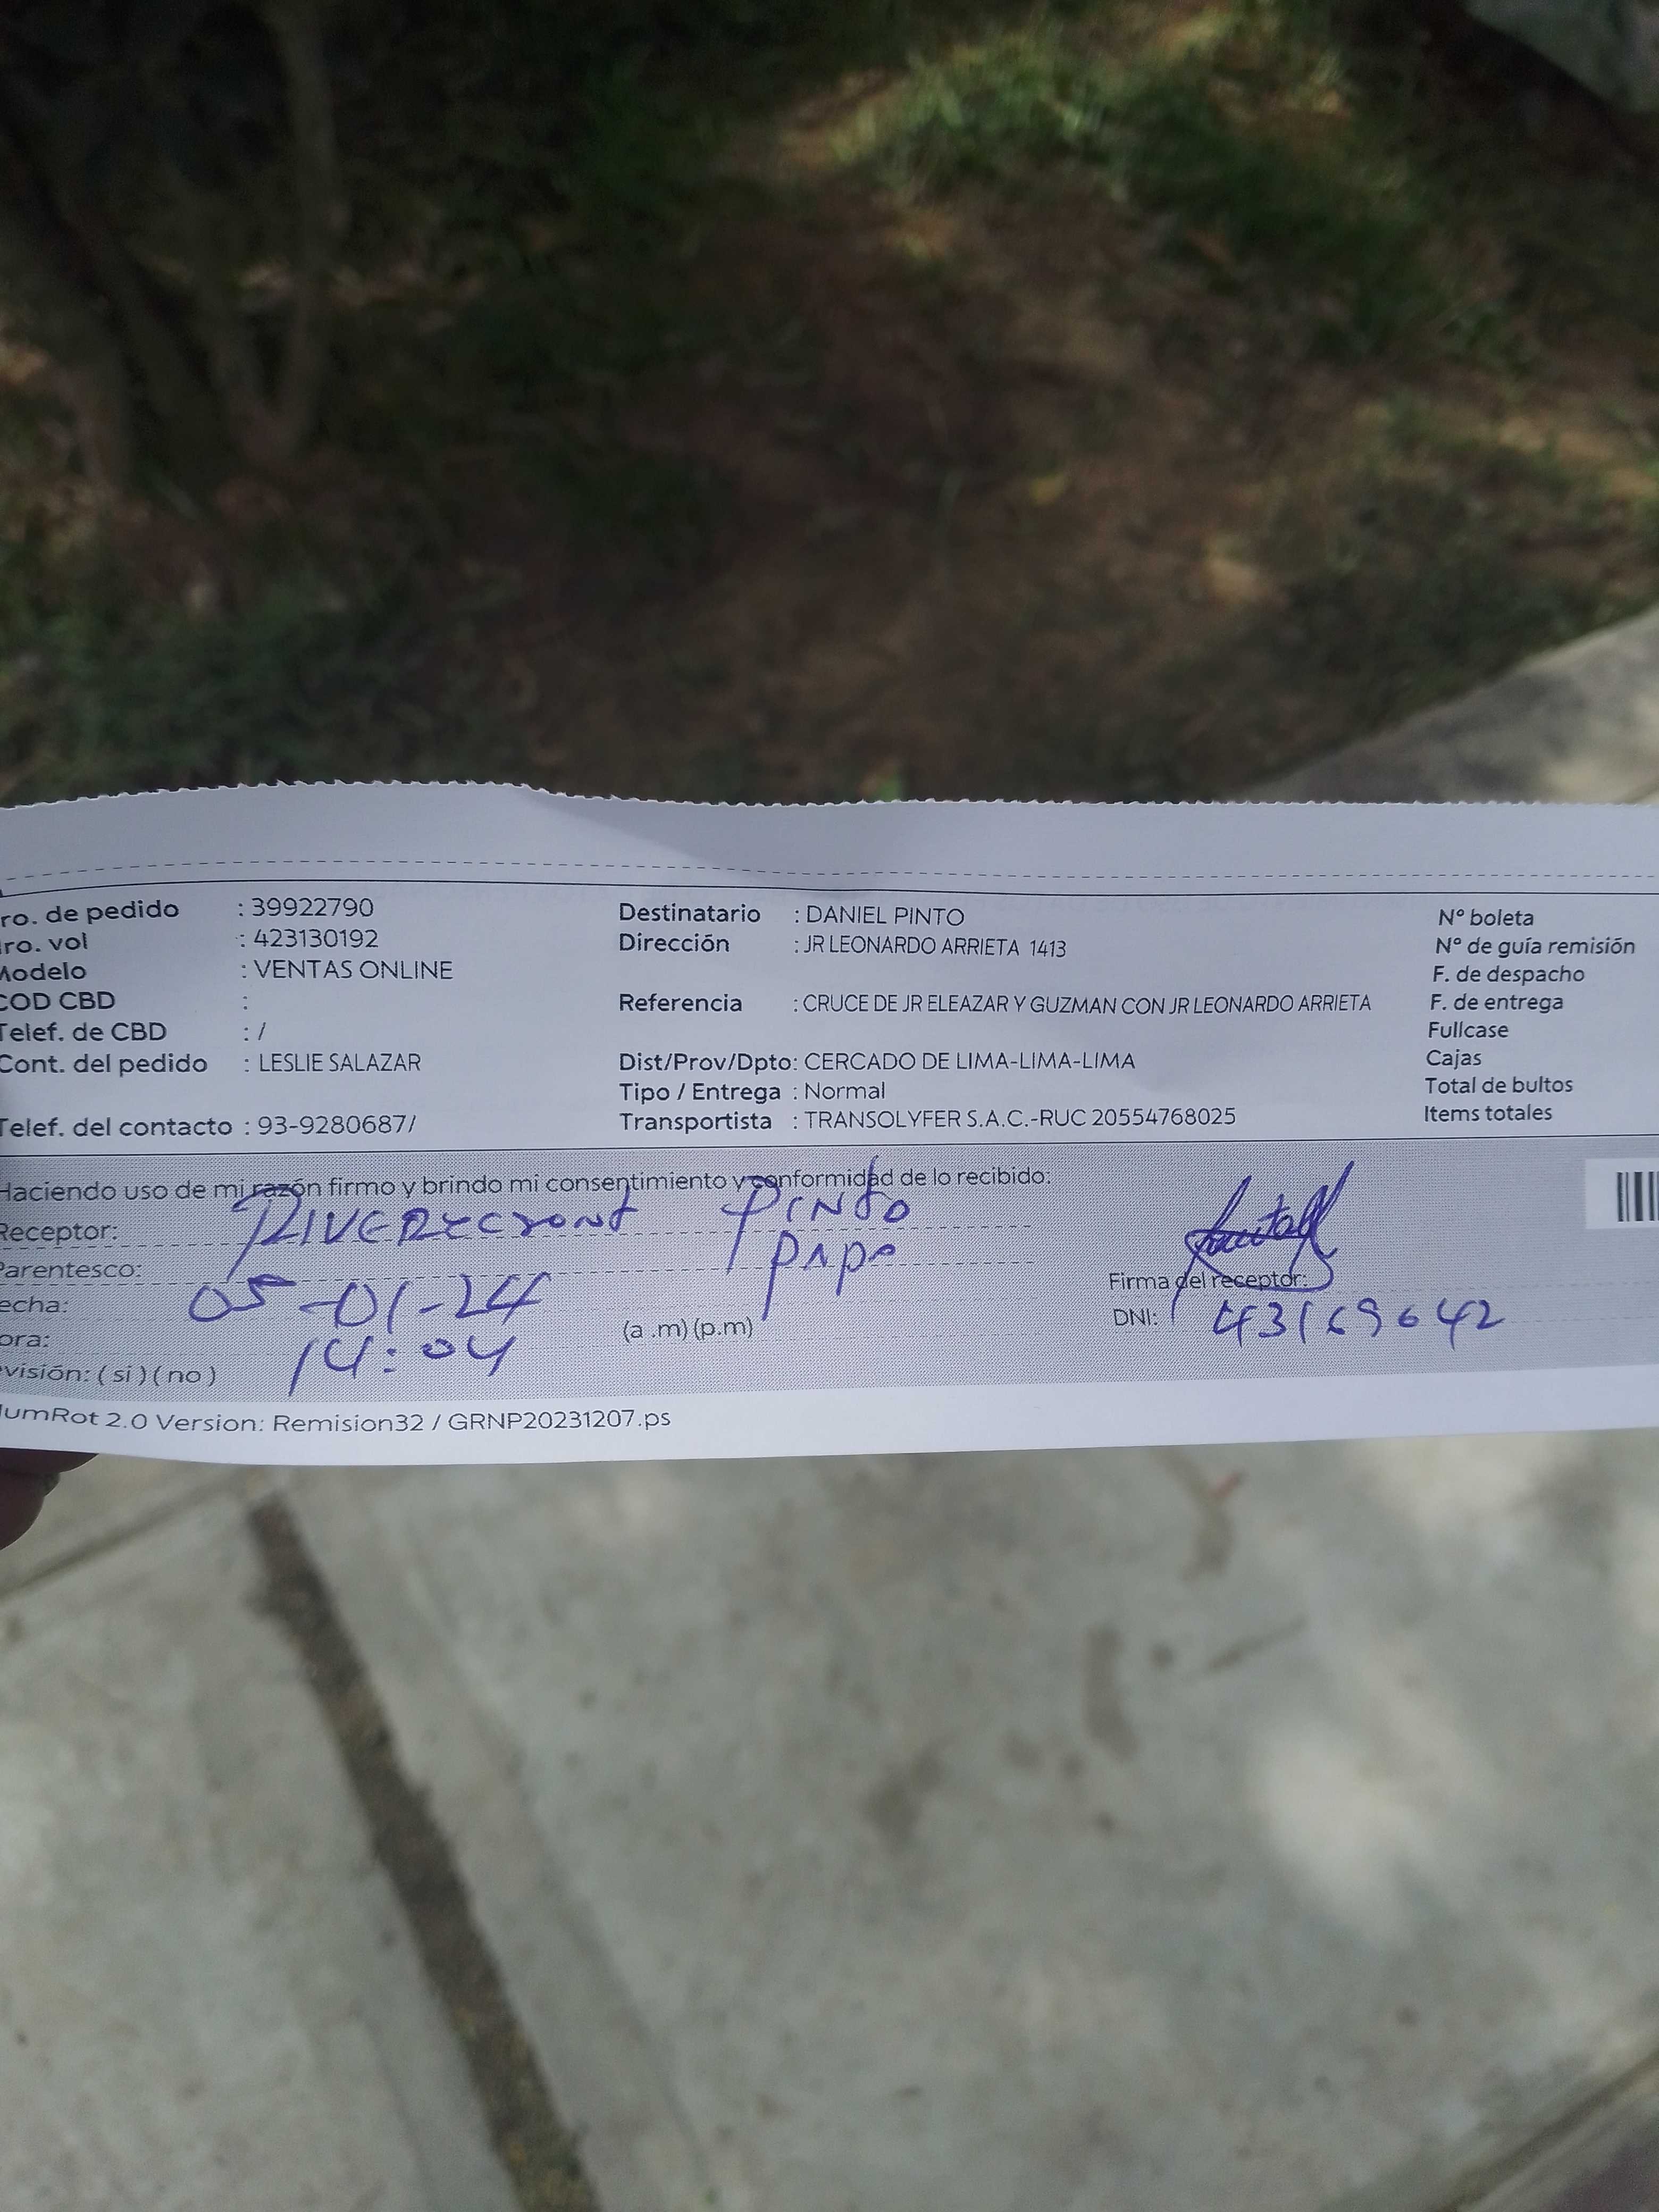 ro. de pedido : 39922790
ro. vol : 423130192
Modelo : VENTAS ONLINE
COD CBD :
Telef. de CBD : /
Cont. del pedido : LESLIE SALAZAR
Telef. del contacto : 93-9280687/
Destinatario : DANIEL PINTO
Dirección : JR LEONARDO ARRIETA 1413
Referencia : CRUCE DE JR ELEAZAR Y GUZMAN CON JR LEONARDO ARRIETA
Dist/Prov/Dpto: CERCADO DE LIMA-LIMA-LIMA
Tipo / Entrega : Normal
Transportista : TRANSOLYFER S.A.C.-RUC 20554768025
N° boleta
N° de guía remisión
F. de despacho
F. de entrega
Fullcase
Cajas
Total de bultos
Items totales
Haciendo uso de mi razón firmo y brindo mi consentimiento y conformidad de lo recibido:
Receptor: Pinto
Parentesco: papa
echa: 05-01-24
ora: 14:04 (a .m) (p.m)
visión: ( si ) ( no )
Firma del receptor:
DNI: 43169642
umRot 2.0 Version: Remision32 / GRNP20231207.ps